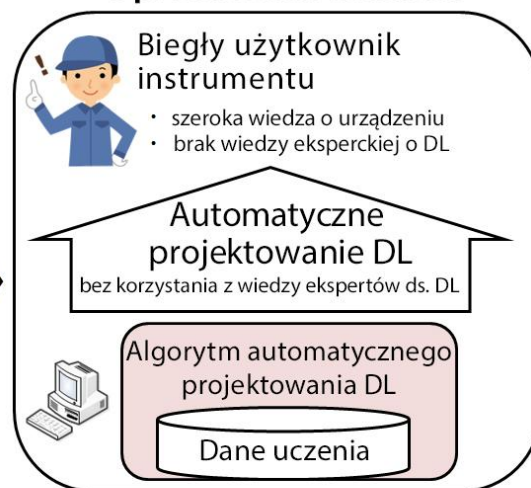 Biegły użytkownik
instrumentu
· szeroka wiedza o urządzeniu
· brak wiedzy eksperckiej o DL
Automatyczne
projektowanie DL
bez korzystania z wiedzy ekspertów ds. DL
Algorytm automatycznego
projektowania DL
Dane uczenia